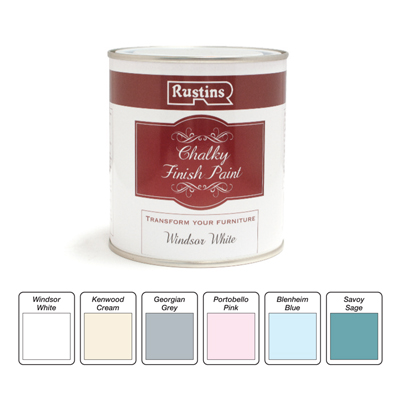 Rustins
Chalky
Finish Paint
TRANSFORM YOUR FURNITURE
Windsor White
Windsor
White
Kenwood
Cream
Georgian
Grey
Portobello
Pink
Blenheim
Blue
Savoy
Sage